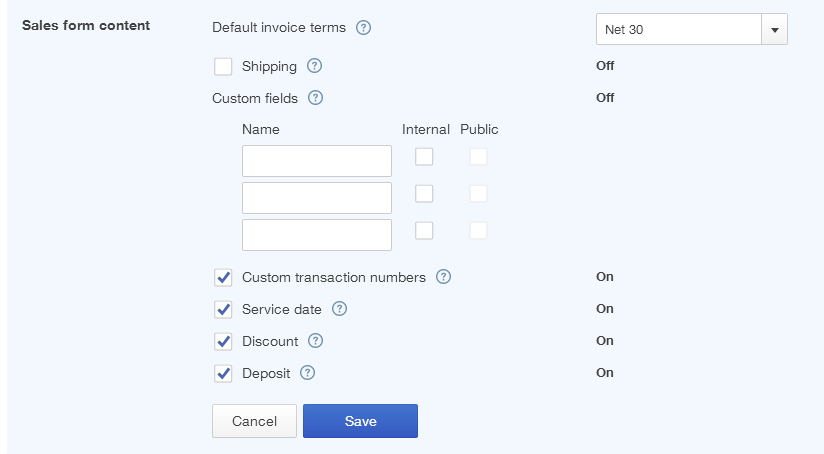 Sales form content
Default invoice terms ?
Net 30
Shipping ? Off
Custom fields ? Off
Name Internal Public
Custom transaction numbers ? On
Service date ? On
Discount ? On
Deposit ? On
Cancel Save